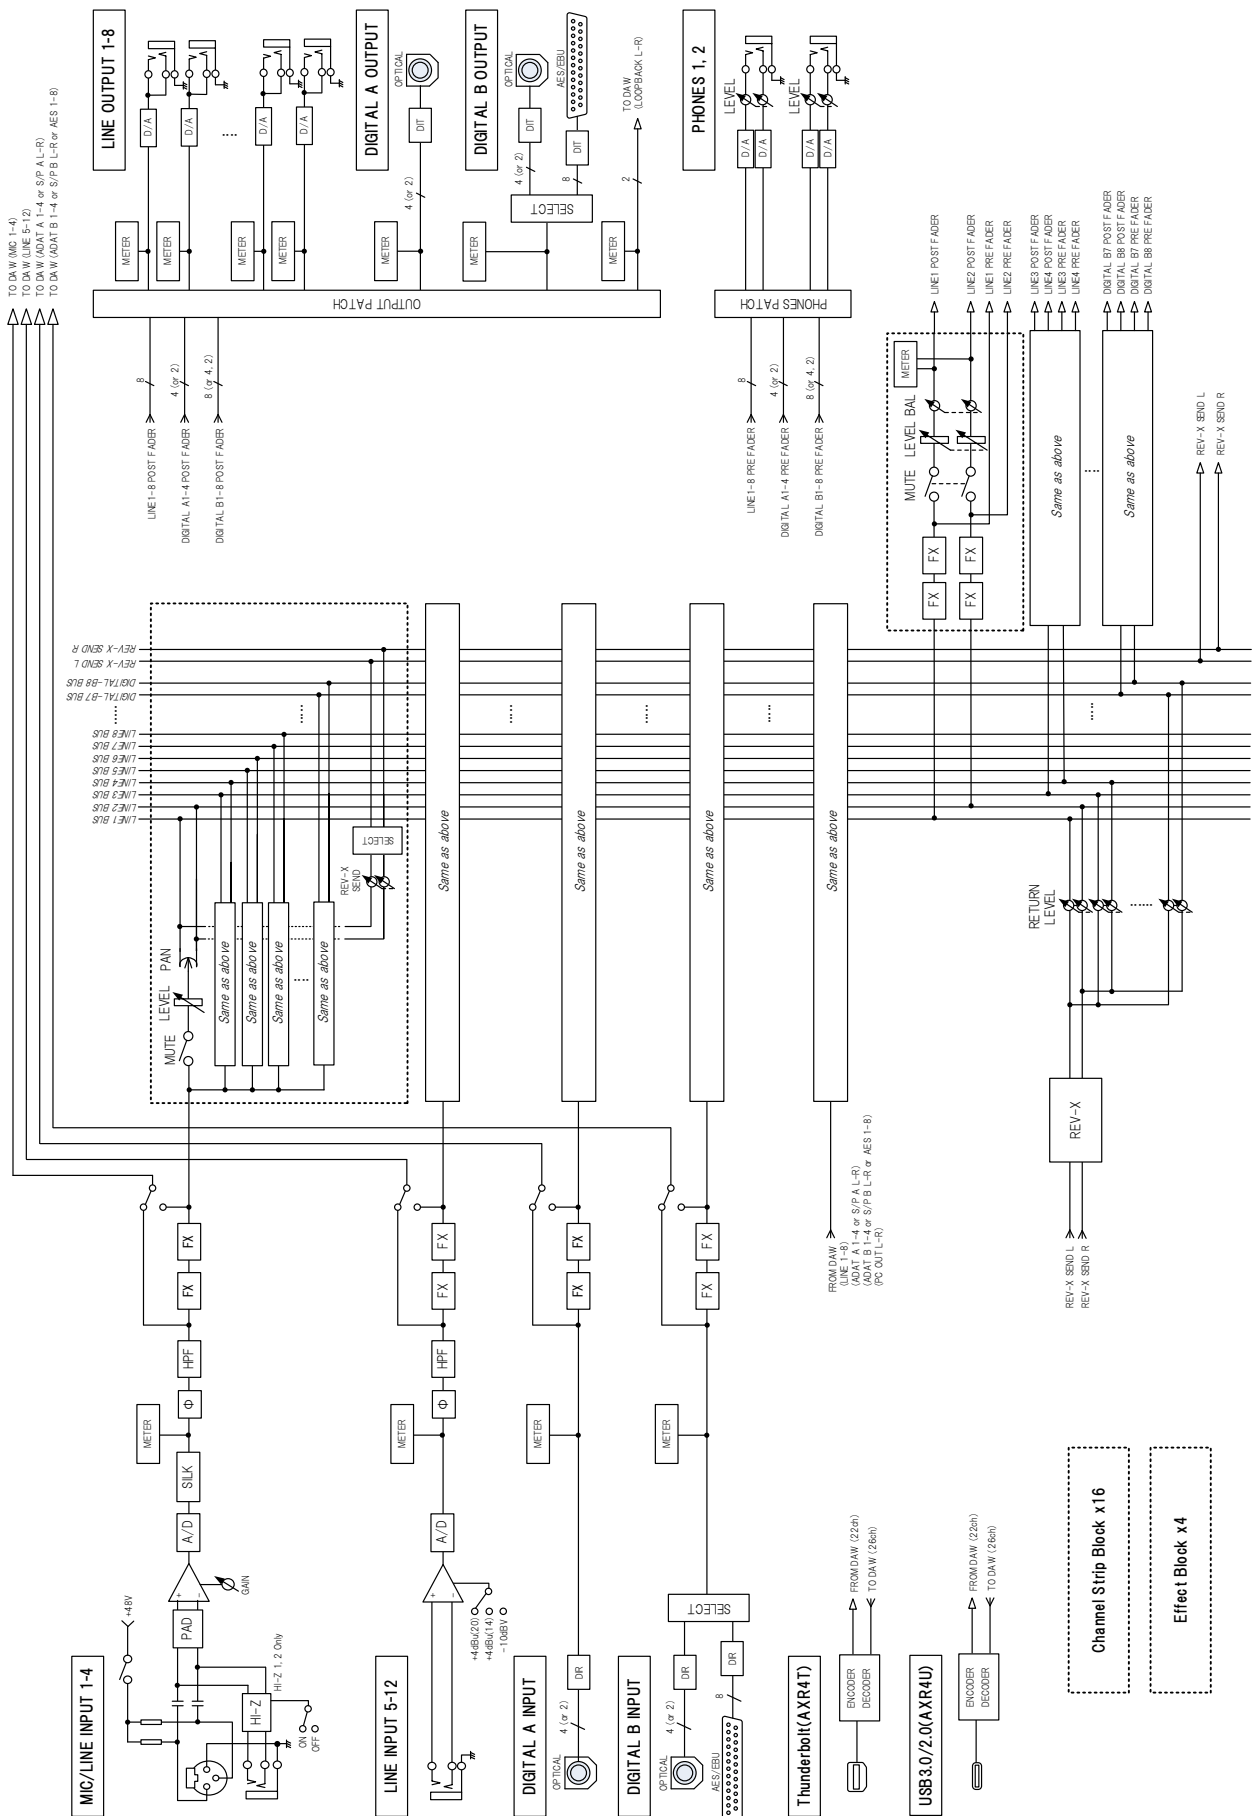 MIC/LINE INPUT 1-4
+48V
PAD
HI-Z
HI-Z 1, 2 Only
ON
OFF
+
-
GAIN
A/D
SILK
METER
Φ
HPF
FX
FX
MUTE
LEVEL
PAN
Same as above
Same as above
Same as above
....
Same as above
REV-X
SEND
SELECT
LINE1 BUS
LINE2 BUS
LINE3 BUS
LINE4 BUS
LINE5 BUS
LINE6 BUS
LINE7 BUS
LINE8 BUS
......
DIGITAL-B7 BUS
DIGITAL-B8 BUS
REV-X SEND L
REV-X SEND R
TO DAW (MIC 1-4)
TO DAW (LINE 5-12)
TO DAW (ADAT A 1-4 or S/P A L-R)
TO DAW (ADAT B 1-4 or S/P B L-R or AES 1-8)
LINE INPUT 5-12
+4dBu(20)
+4dBu(14)
-10dBV
+
-
A/D
METER
Φ
HPF
FX
FX
Same as above
DIGITAL A INPUT
OPTICAL
4 (or 2)
DIR
METER
FX
FX
Same as above
DIGITAL B INPUT
OPTICAL
4 (or 2)
DIR
AES/EBU
8
DIR
SELECT
METER
FX
FX
Same as above
Thunderbolt(AXR4T)
ENCODER
DECODER
FROM DAW (22ch)
TO DAW (26ch)
USB3.0/2.0(AXR4U)
ENCODER
DECODER
FROM DAW (22ch)
TO DAW (26ch)
FROM DAW
(LINE 1-8)
(ADAT A 1-4 or S/P A L-R)
(ADAT B 1-4 or S/P B L-R or AES 1-8)
(PC OUT L-R)
Same as above
REV-X SEND L
REV-X SEND R
REV-X
RETURN
LEVEL
......
Channel Strip Block x16
Effect Block x4
LINE1-8 POST FADER
8
DIGITAL A1-4 POST FADER
4 (or 2)
DIGITAL B1-8 POST FADER
8 (or 4, 2)
OUTPUT PATCH
METER
METER
METER
METER
D/A
D/A
....
D/A
D/A
LINE OUTPUT 1-8
METER
4 (or 2)
DIT
OPTICAL
DIGITAL A OUTPUT
METER
SELECT
4 (or 2)
DIT
OPTICAL
8
DIT
AES/EBU
DIGITAL B OUTPUT
METER
2
TO DAW
(LOOPBACK L-R)
LINE1-8 PRE FADER
8
DIGITAL A1-4 PRE FADER
4 (or 2)
DIGITAL B1-8 PRE FADER
8 (or 4, 2)
PHONES PATCH
D/A
D/A
LEVEL
D/A
D/A
LEVEL
PHONES 1, 2
FX
FX
FX
FX
MUTE
LEVEL
BAL
METER
LINE1 POST FADER
LINE2 POST FADER
LINE1 PRE FADER
LINE2 PRE FADER
Same as above
LINE3 POST FADER
LINE4 POST FADER
LINE3 PRE FADER
LINE4 PRE FADER
Same as above
DIGITAL B7 POST FADER
DIGITAL B8 POST FADER
DIGITAL B7 PRE FADER
DIGITAL B8 PRE FADER
REV-X SEND L
REV-X SEND R